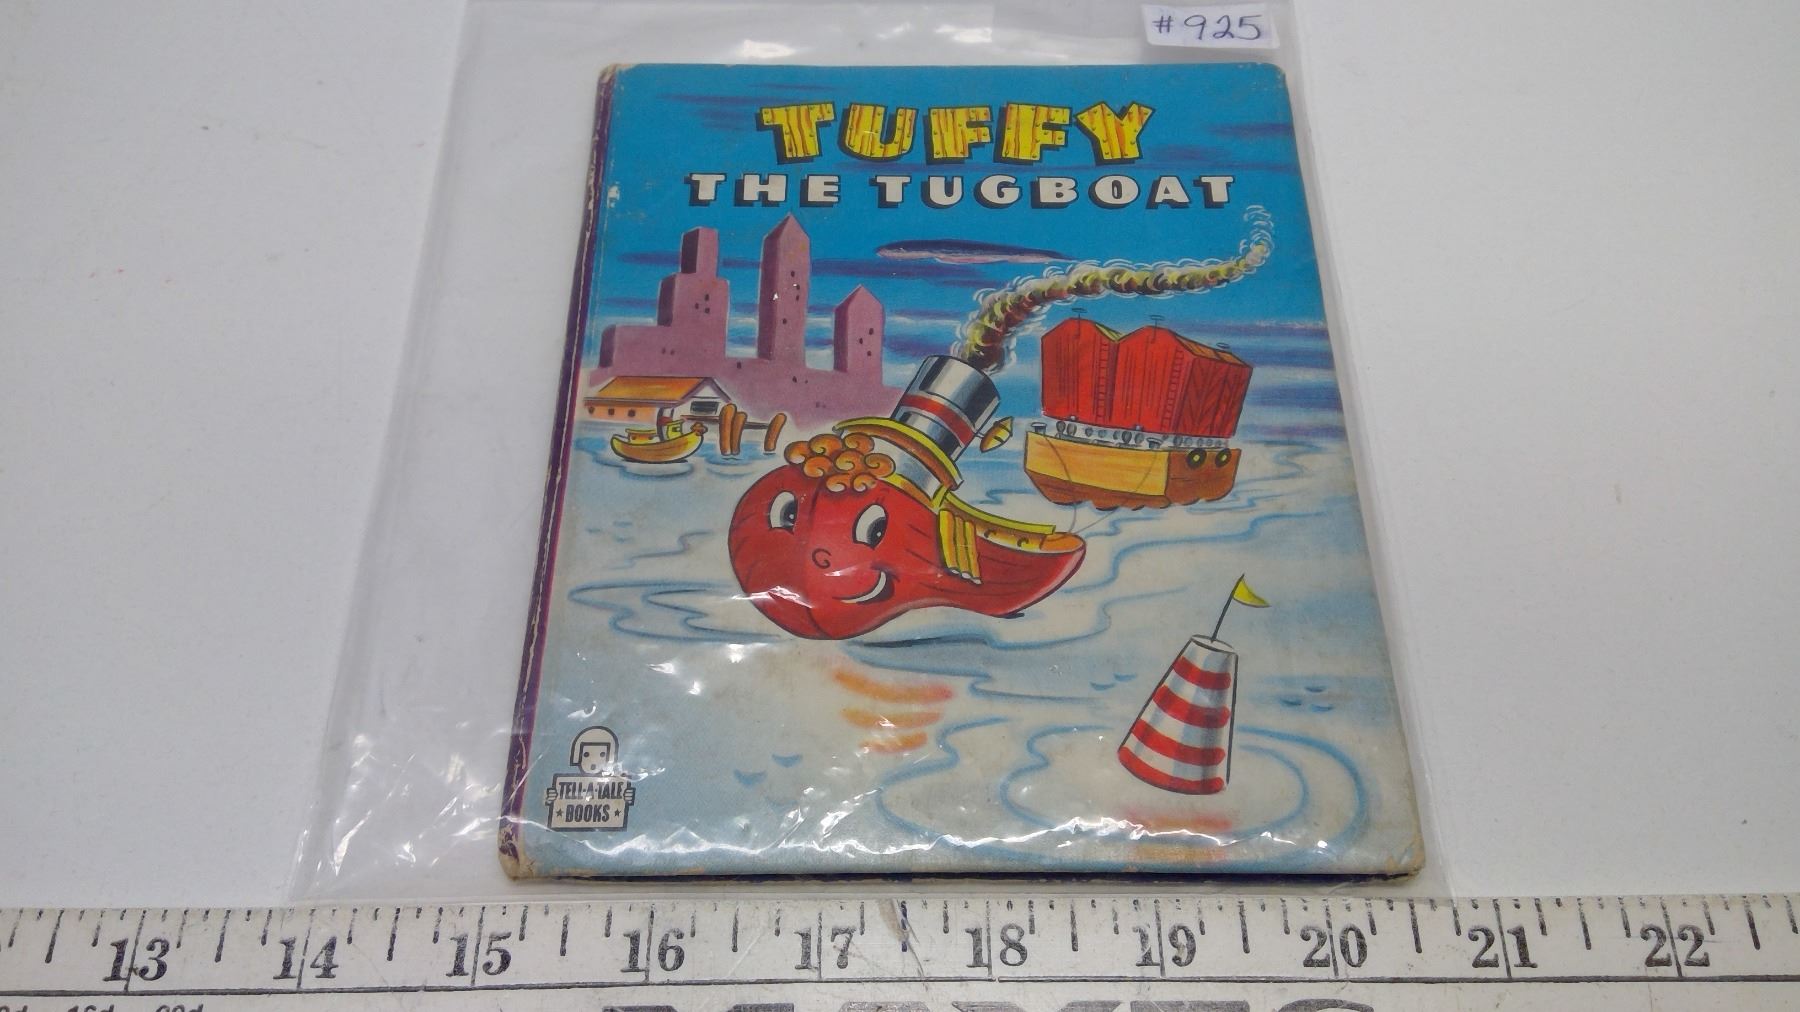 #925
TUFFY
THE TUGBOAT
TELL-A-TALE
BOOKS
13 14 15 16 17 18 19 20 21 22